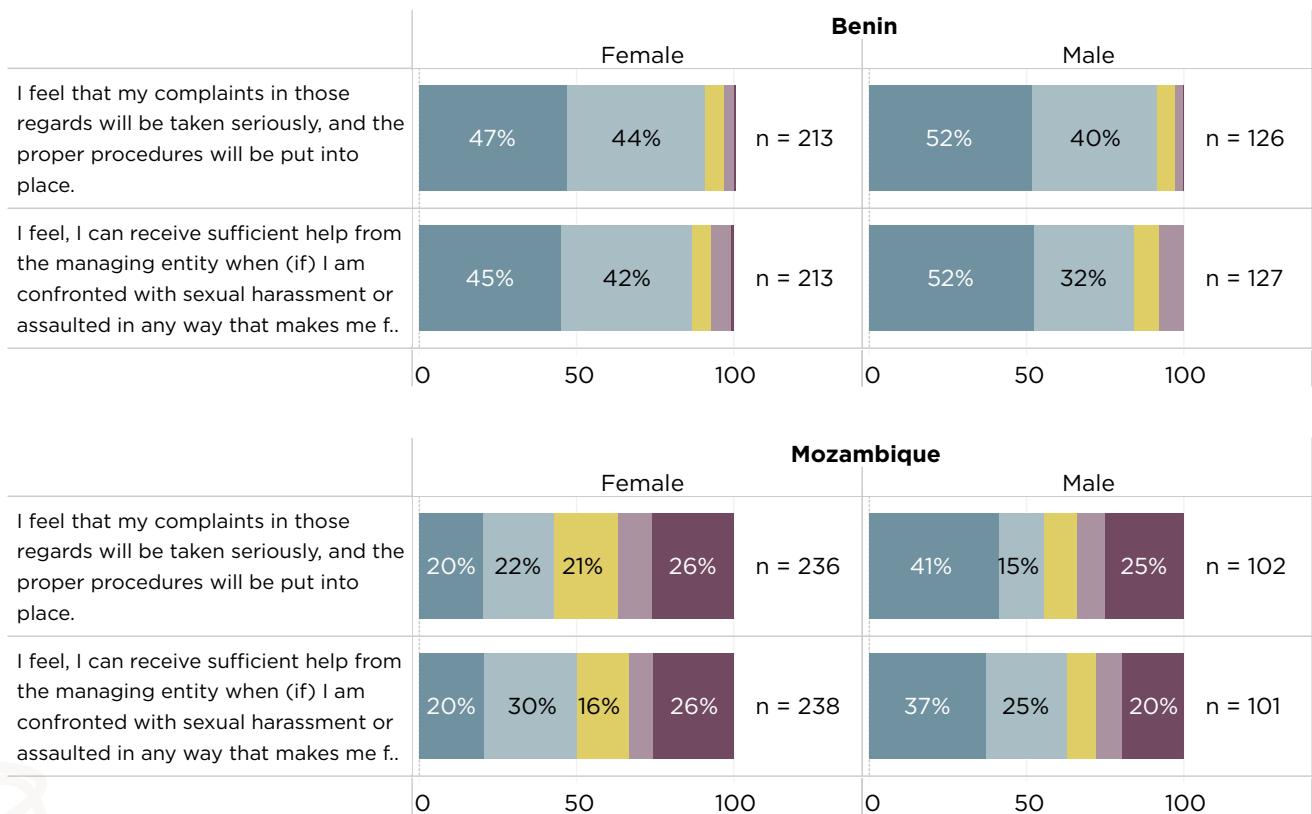 Benin
Female Male
I feel that my complaints in those
regards will be taken seriously, and the
proper procedures will be put into
place.
47% 44% n = 213 52% 40% n = 126
I feel, I can receive sufficient help from
the managing entity when (if) I am
confronted with sexual harassment or
assaulted in any way that makes me f..
45% 42% n = 213 52% 32% n = 127
0 50 100 0 50 100
Mozambique
Female Male
I feel that my complaints in those
regards will be taken seriously, and the
proper procedures will be put into
place.
20% 22% 21% 26% n = 236 41% 15% 25% n = 102
I feel, I can receive sufficient help from
the managing entity when (if) I am
confronted with sexual harassment or
assaulted in any way that makes me f..
20% 30% 16% 26% n = 238 37% 25% 20% n = 101
0 50 100 0 50 100